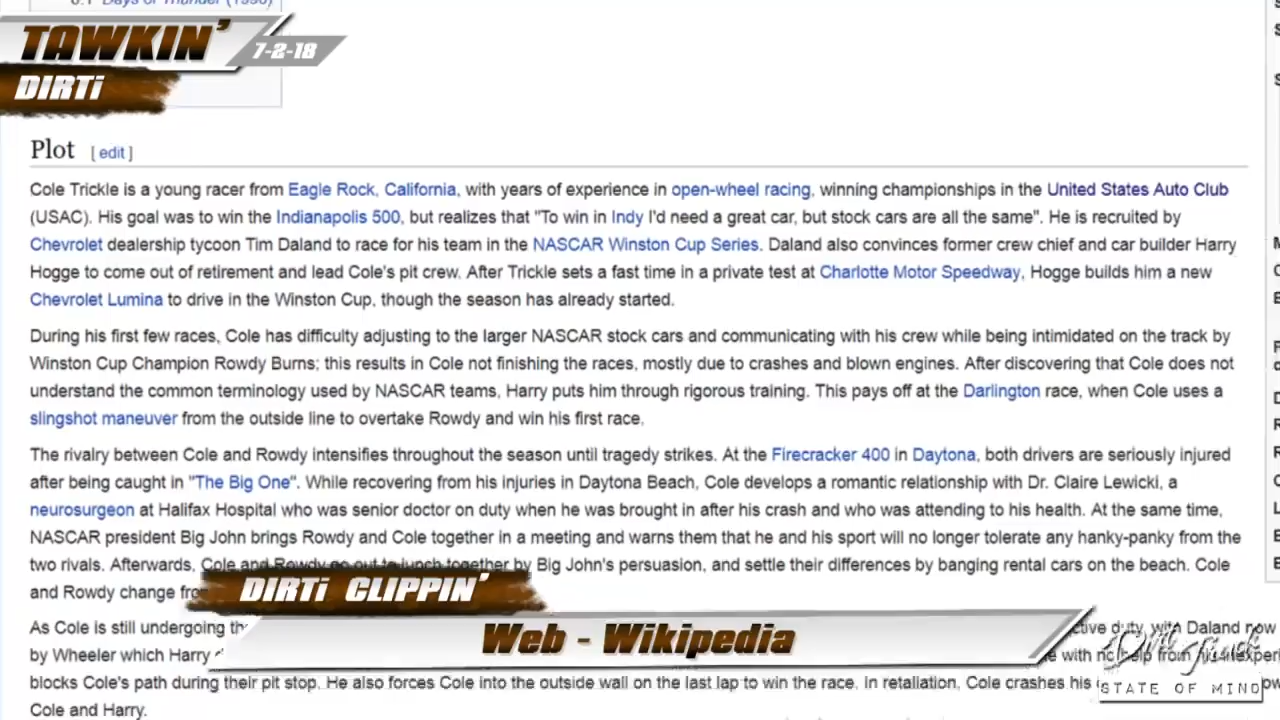 Days of Thunder (1990)
TAWKIN'
7-2-18
DIRTi
Plot [ edit ]
Cole Trickle is a young racer from Eagle Rock, California, with years of experience in open-wheel racing, winning championships in the United States Auto Club
(USAC). His goal was to win the Indianapolis 500, but realizes that "To win in Indy I'd need a great car, but stock cars are all the same". He is recruited by
Chevrolet dealership tycoon Tim Daland to race for his team in the NASCAR Winston Cup Series. Daland also convinces former crew chief and car builder Harry
Hogge to come out of retirement and lead Cole's pit crew. After Trickle sets a fast time in a private test at Charlotte Motor Speedway, Hogge builds him a new
Chevrolet Lumina to drive in the Winston Cup, though the season has already started.
During his first few races, Cole has difficulty adjusting to the larger NASCAR stock cars and communicating with his crew while being intimidated on the track by
Winston Cup Champion Rowdy Burns; this results in Cole not finishing the races, mostly due to crashes and blown engines. After discovering that Cole does not
understand the common terminology used by NASCAR teams, Harry puts him through rigorous training. This pays off at the Darlington race, when Cole uses a
slingshot maneuver from the outside line to overtake Rowdy and win his first race.
The rivalry between Cole and Rowdy intensifies throughout the season until tragedy strikes. At the Firecracker 400 in Daytona, both drivers are seriously injured
after being caught in "The Big One". While recovering from his injuries in Daytona Beach, Cole develops a romantic relationship with Dr. Claire Lewicki, a
neurosurgeon at Halifax Hospital who was senior doctor on duty when he was brought in after his crash and who was attending to his health. At the same time,
NASCAR president Big John brings Rowdy and Cole together in a meeting and warns them that he and his sport will no longer tolerate any hanky-panky from the
two rivals. Afterwards, Cole and Rowdy go out to lunch together by Big John's persuasion, and settle their differences by banging rental cars on the beach. Cole
and Rowdy change
DIRTi CLIPPIN'
As Cole is still undergoing duty, with Daland now
Web - Wikipedia
by Wheeler which Harry with no help from
blocks Cole's path during their pit stop. He also forces Cole into the outside wall on the last lap to win the race. In retaliation, Cole crashes his
STATE OF MIND
Cole and Harry.